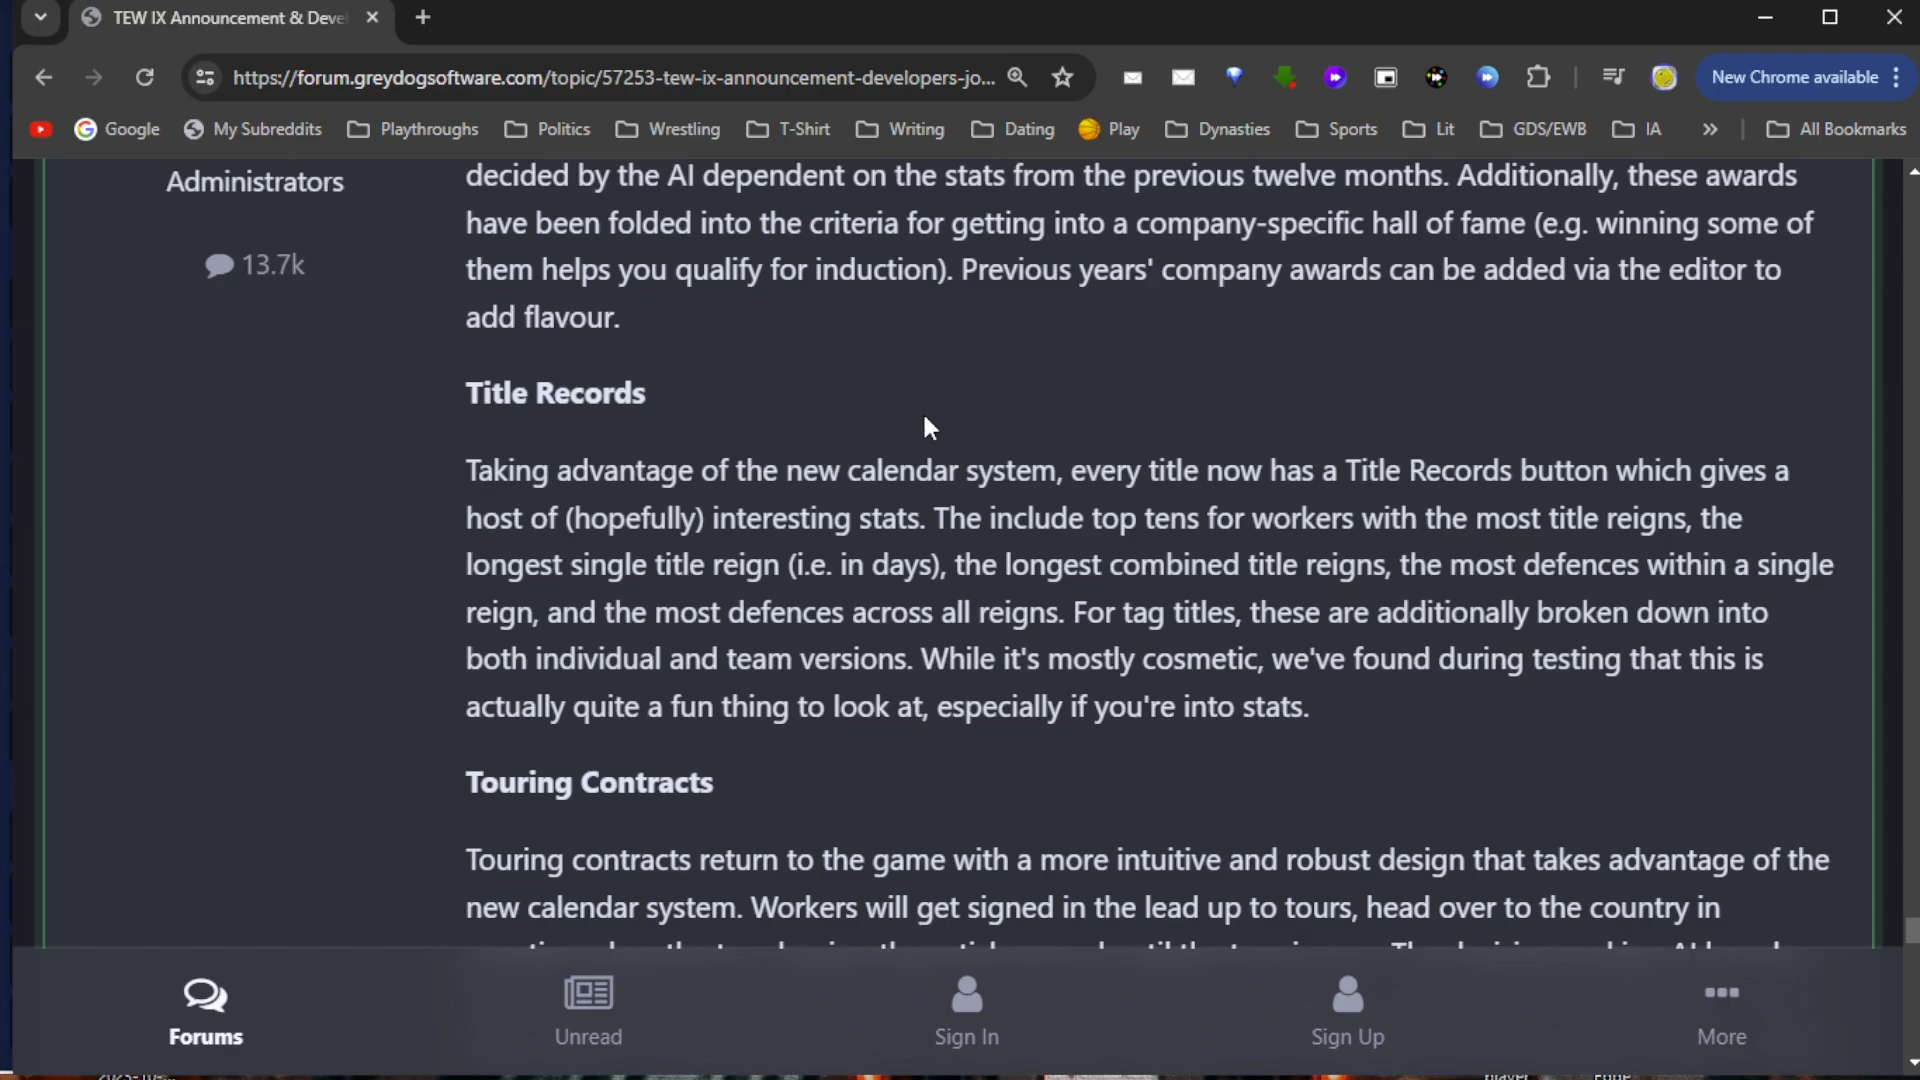 TEW IX Announcement & Deve
https://forum.greydogsoftware.com/topic/57253-tew-ix-announcement-developers-jo...
New Chrome available
Google
My Subreddits
Playthroughs
Politics
Wrestling
T-Shirt
Writing
Dating
Play
Dynasties
Sports
Lit
GDS/EWB
IA
All Bookmarks
Administrators
13.7k
decided by the AI dependent on the stats from the previous twelve months. Additionally, these awards
have been folded into the criteria for getting into a company-specific hall of fame (e.g. winning some of
them helps you qualify for induction). Previous years' company awards can be added via the editor to
add flavour.
Title Records
Taking advantage of the new calendar system, every title now has a Title Records button which gives a
host of (hopefully) interesting stats. The include top tens for workers with the most title reigns, the
longest single title reign (i.e. in days), the longest combined title reigns, the most defences within a single
reign, and the most defences across all reigns. For tag titles, these are additionally broken down into
both individual and team versions. While it's mostly cosmetic, we've found during testing that this is
actually quite a fun thing to look at, especially if you're into stats.
Touring Contracts
Touring contracts return to the game with a more intuitive and robust design that takes advantage of the
new calendar system. Workers will get signed in the lead up to tours, head over to the country in
Forums
Unread
Sign In
Sign Up
More